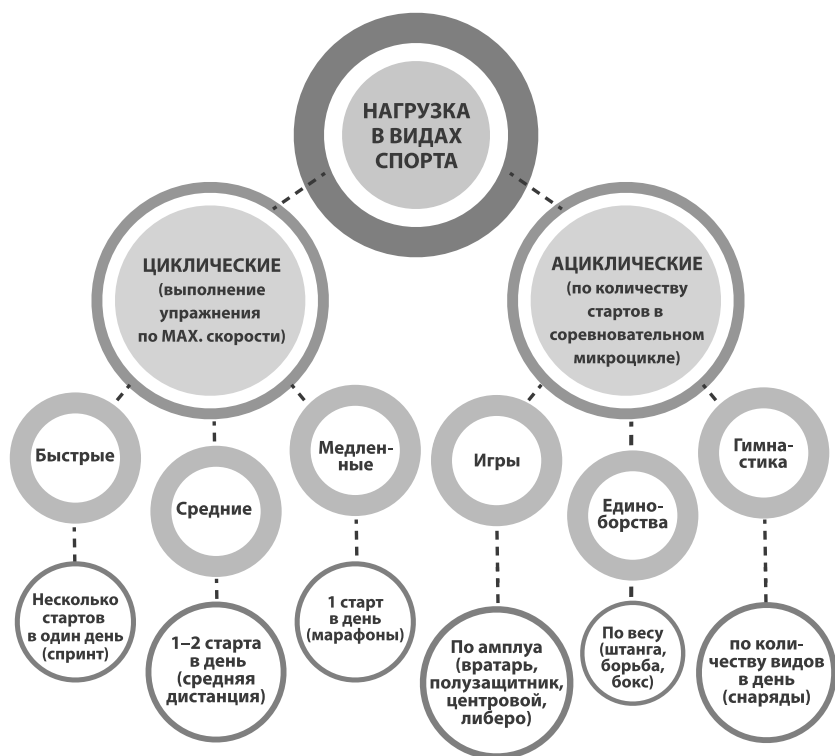 НАГРУЗКА
В ВИДАХ
СПОРТА
ЦИКЛИЧЕСКИЕ
(выполнение
упражнения
по МАХ. скорости)
АЦИКЛИЧЕСКИЕ
(по количеству
стартов в
соревновательном
микроцикле)
Быстрые
Средние
Медлен-
ные
Игры
Едино-
борства
Гимна-
стика
Несколько
стартов
в один день
(спринт)
1–2 старта
в день
(средняя
дистанция)
1 старт
в день
(марафоны)
По амплуа
(вратарь,
полузащитник,
центровой,
либеро)
По весу
(штанга,
борьба,
бокс)
по коли-
честву видов
в день
(снаряды)